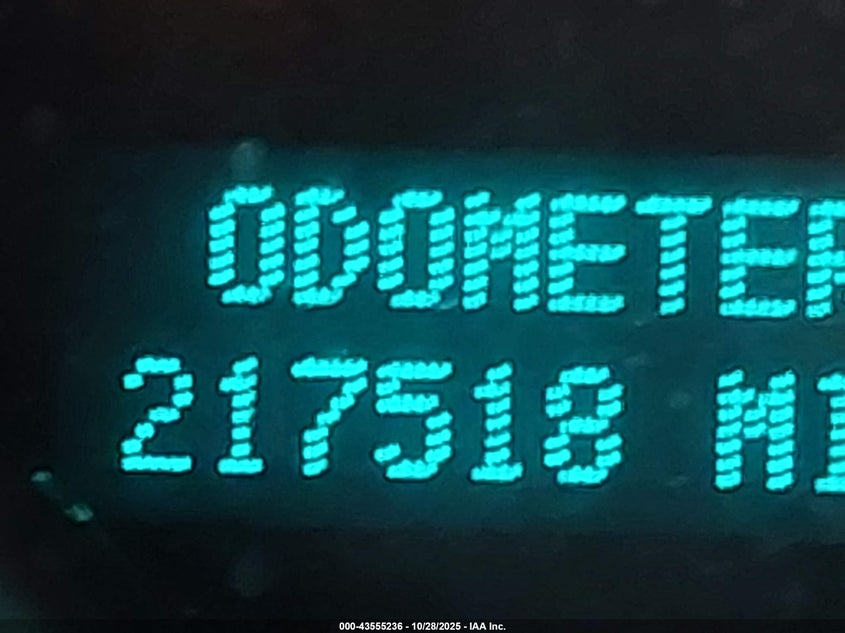 ODOMETER
217518 MI
000-43555236 - 10/28/2025 - IAA Inc.